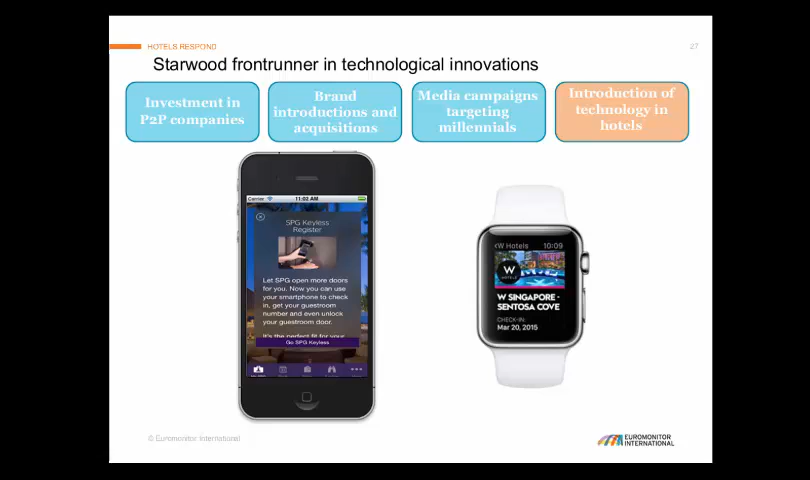 HOTELS RESPOND
27
Starwood frontrunner in technological innovations
Investment in
P2P companies
Brand
introductions and
acquisitions
Media campaigns
targeting
millennials
Introduction of
technology in
hotels
Carrier
11:02 AM
SPG Keyless
Register
Let SPG open more doors
for you. Now you can use
your smartphone to check
in, get your guestroom
number and even unlock
your guestroom door.
It's the perfect fit for your
Go SPG Keyless
<W Hotels 10:09
W
HOTELS
W SINGAPORE -
SENTOSA COVE
CHECK-IN:
Mar 20, 2015
© Euromonitor International
EUROMONITOR
INTERNATIONAL